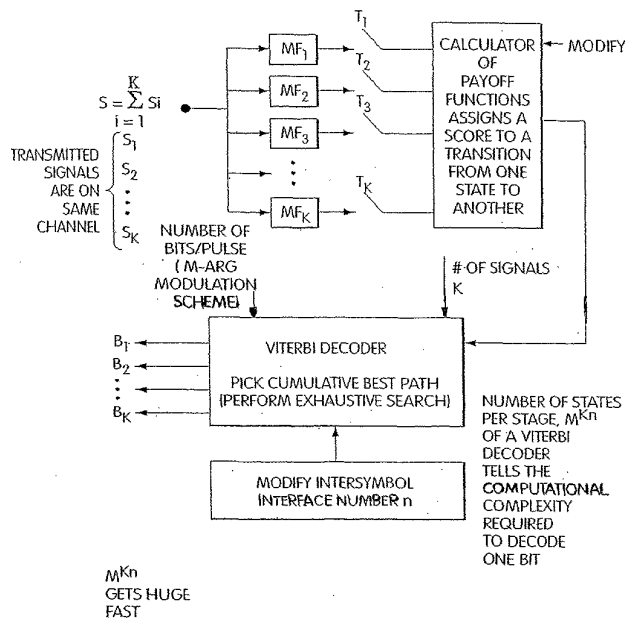 T1
MF1
CALCULATOR
OF
PAYOFF
FUNCTIONS
ASSIGNS A
SCORE TO A
TRANSITION
FROM ONE
STATE TO
ANOTHER
MODIFY
T2
MF2
T3
MF3
TK
MFK
K
S = ∑ Si
i = 1
TRANSMITTED
SIGNALS
ARE ON
SAME
CHANNEL
S1
S2
SK
NUMBER OF
BITS/PULSE
(M-ARG
MODULATION
SCHEME)
# OF SIGNALS
K
B1
B2
BK
VITERBI DECODER
PICK CUMULATIVE BEST PATH
(PERFORM EXHAUSTIVE SEARCH)
MODIFY INTERSYMBOL
INTERFACE NUMBER n
NUMBER OF STATES
PER STAGE, M^Kn
OF A VITERBI
DECODER
TELLS THE
COMPUTATIONAL
COMPLEXITY
REQUIRED
TO DECODE
ONE BIT
M^Kn
GETS HUGE
FAST